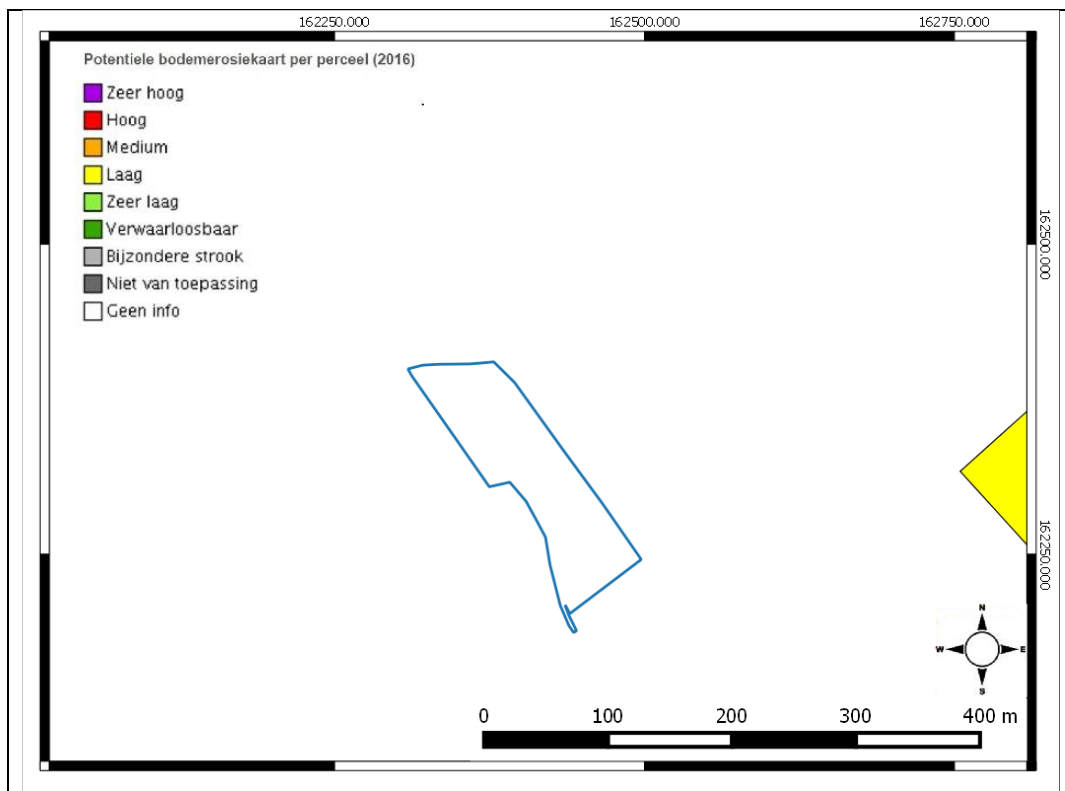 162250.000 162500.000 162750.000
Potentiele bodemerosiekaart per perceel (2016)
Zeer hoog
Hoog
Medium
Laag
Zeer laag
Verwaarloosbaar
Bijzondere strook
Niet van toepassing
Geen info
162500.000
162250.000
N
W E
S
0 100 200 300 400 m